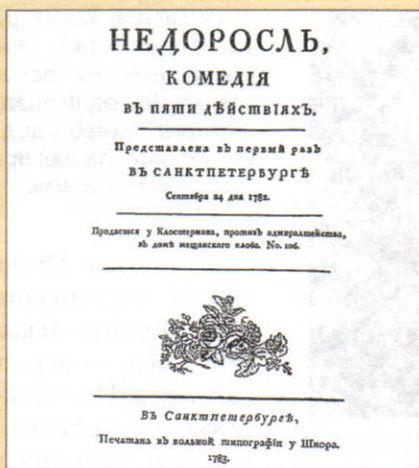 НЕДОРОСЛЬ,
КОМЕДІЯ
ВЪ ПЯТИ ДѢЙСТВІЯХЪ.
Представлена въ первый разъ
ВЪ САНКТПЕТЕРБУРГѢ
Сентября 24 дня 1782.
Продается у Клостермана, противъ адмиралтейства,
въ домѣ мещанскаго клоба. No. 106.
Въ Санктпетербургѣ,
Печатана въ вольной типографіи у Шнора.
1783.